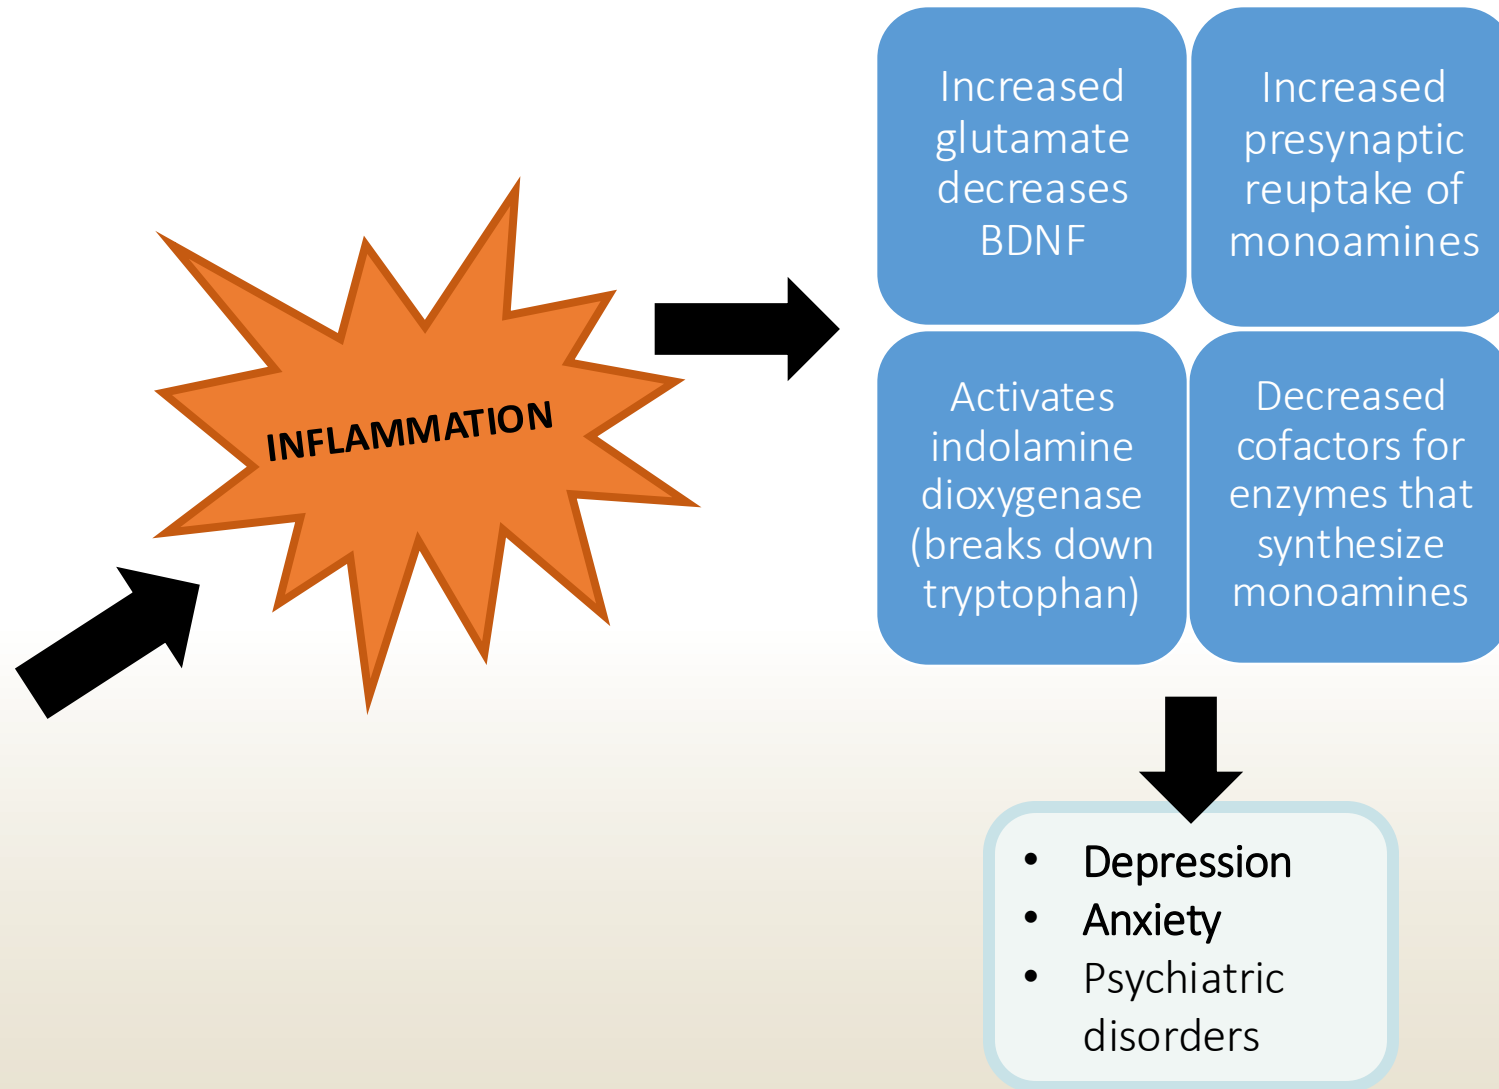 INFLAMMATION
Increased
glutamate
decreases
BDNF
Increased
presynaptic
reuptake of
monoamines
Activates
indolamine
dioxygenase
(breaks down
tryptophan)
Decreased
cofactors for
enzymes that
synthesize
monoamines
• Depression
• Anxiety
• Psychiatric
disorders